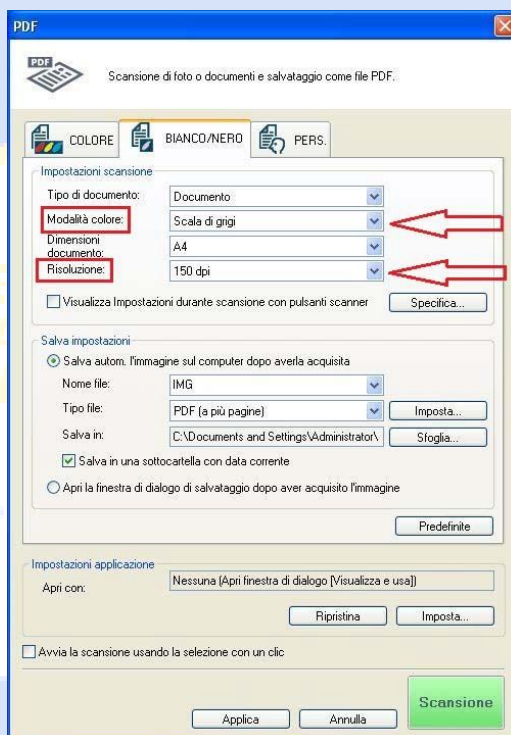 PDF
PDF
Scansione di foto o documenti e salvataggio come file PDF.
COLORE
BIANCO/NERO
PERS.
Impostazioni scansione
Tipo di documento:
Documento
Modalità colore:
Scala di grigi
Dimensioni
documento:
A4
Risoluzione:
150 dpi
Visualizza Impostazioni durante scansione con pulsanti scanner
Specifica...
Salva impostazioni
Salva autom. l'immagine sul computer dopo averla acquisita
Nome file:
IMG
Tipo file:
PDF (a più pagine)
Imposta...
Salva in:
C:\Documents and Settings\Administrator\
Sfoglia...
Salva in una sottocartella con data corrente
Apri la finestra di dialogo di salvataggio dopo aver acquisito l'immagine
Predefinite
Impostazioni applicazione
Apri con:
Nessuna (Apri finestra di dialogo [Visualizza e usa])
Ripristina
Imposta...
Avvia la scansione usando la selezione con un clic
Scansione
Applica
Annulla